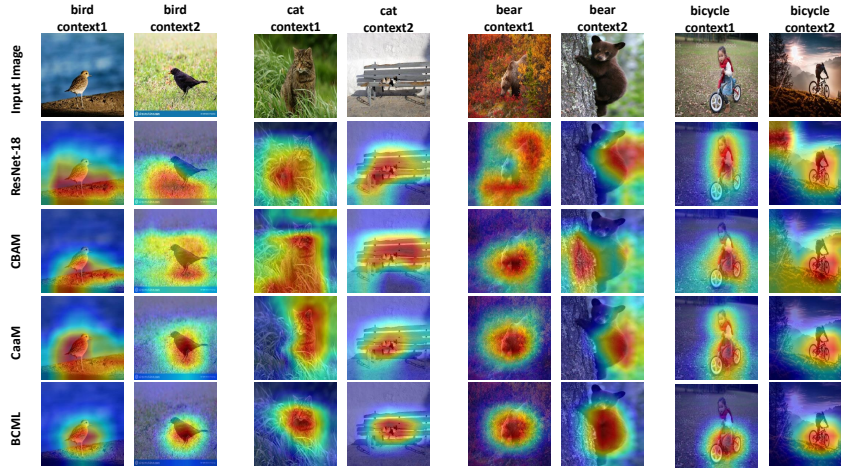 bird context1
bird context2
cat context1
cat context2
bear context1
bear context2
bicycle context1
bicycle context2
Input Image
ResNet-18
CBAM
CaaM
BCML